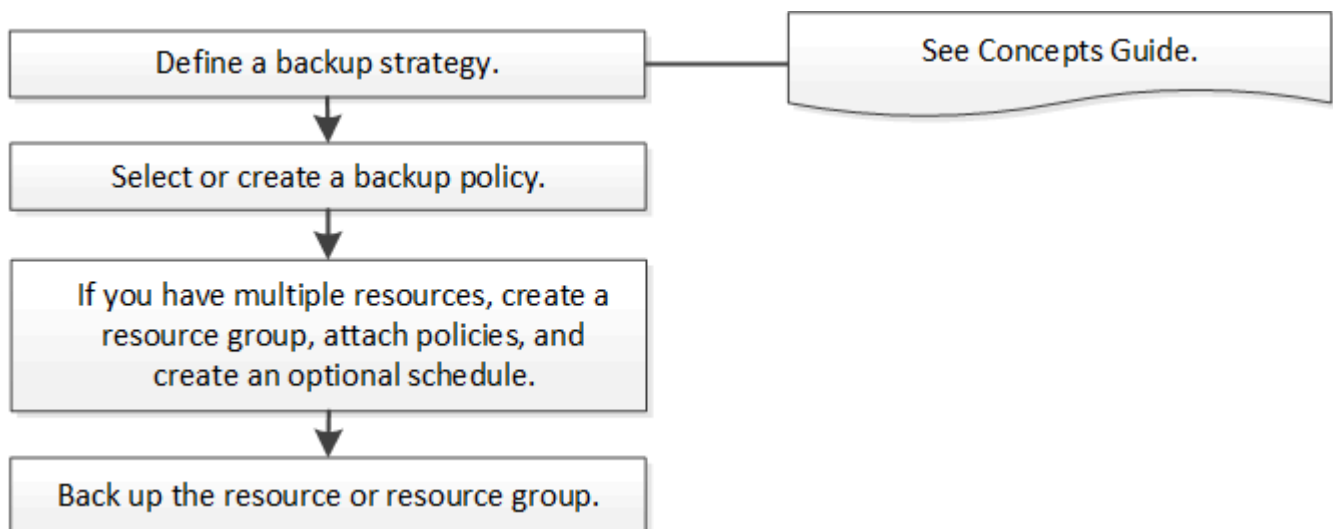 Define a backup strategy.
See Concepts Guide.
Select or create a backup policy.
If you have multiple resources, create a
resource group, attach policies, and
create an optional schedule.
Back up the resource or resource group.